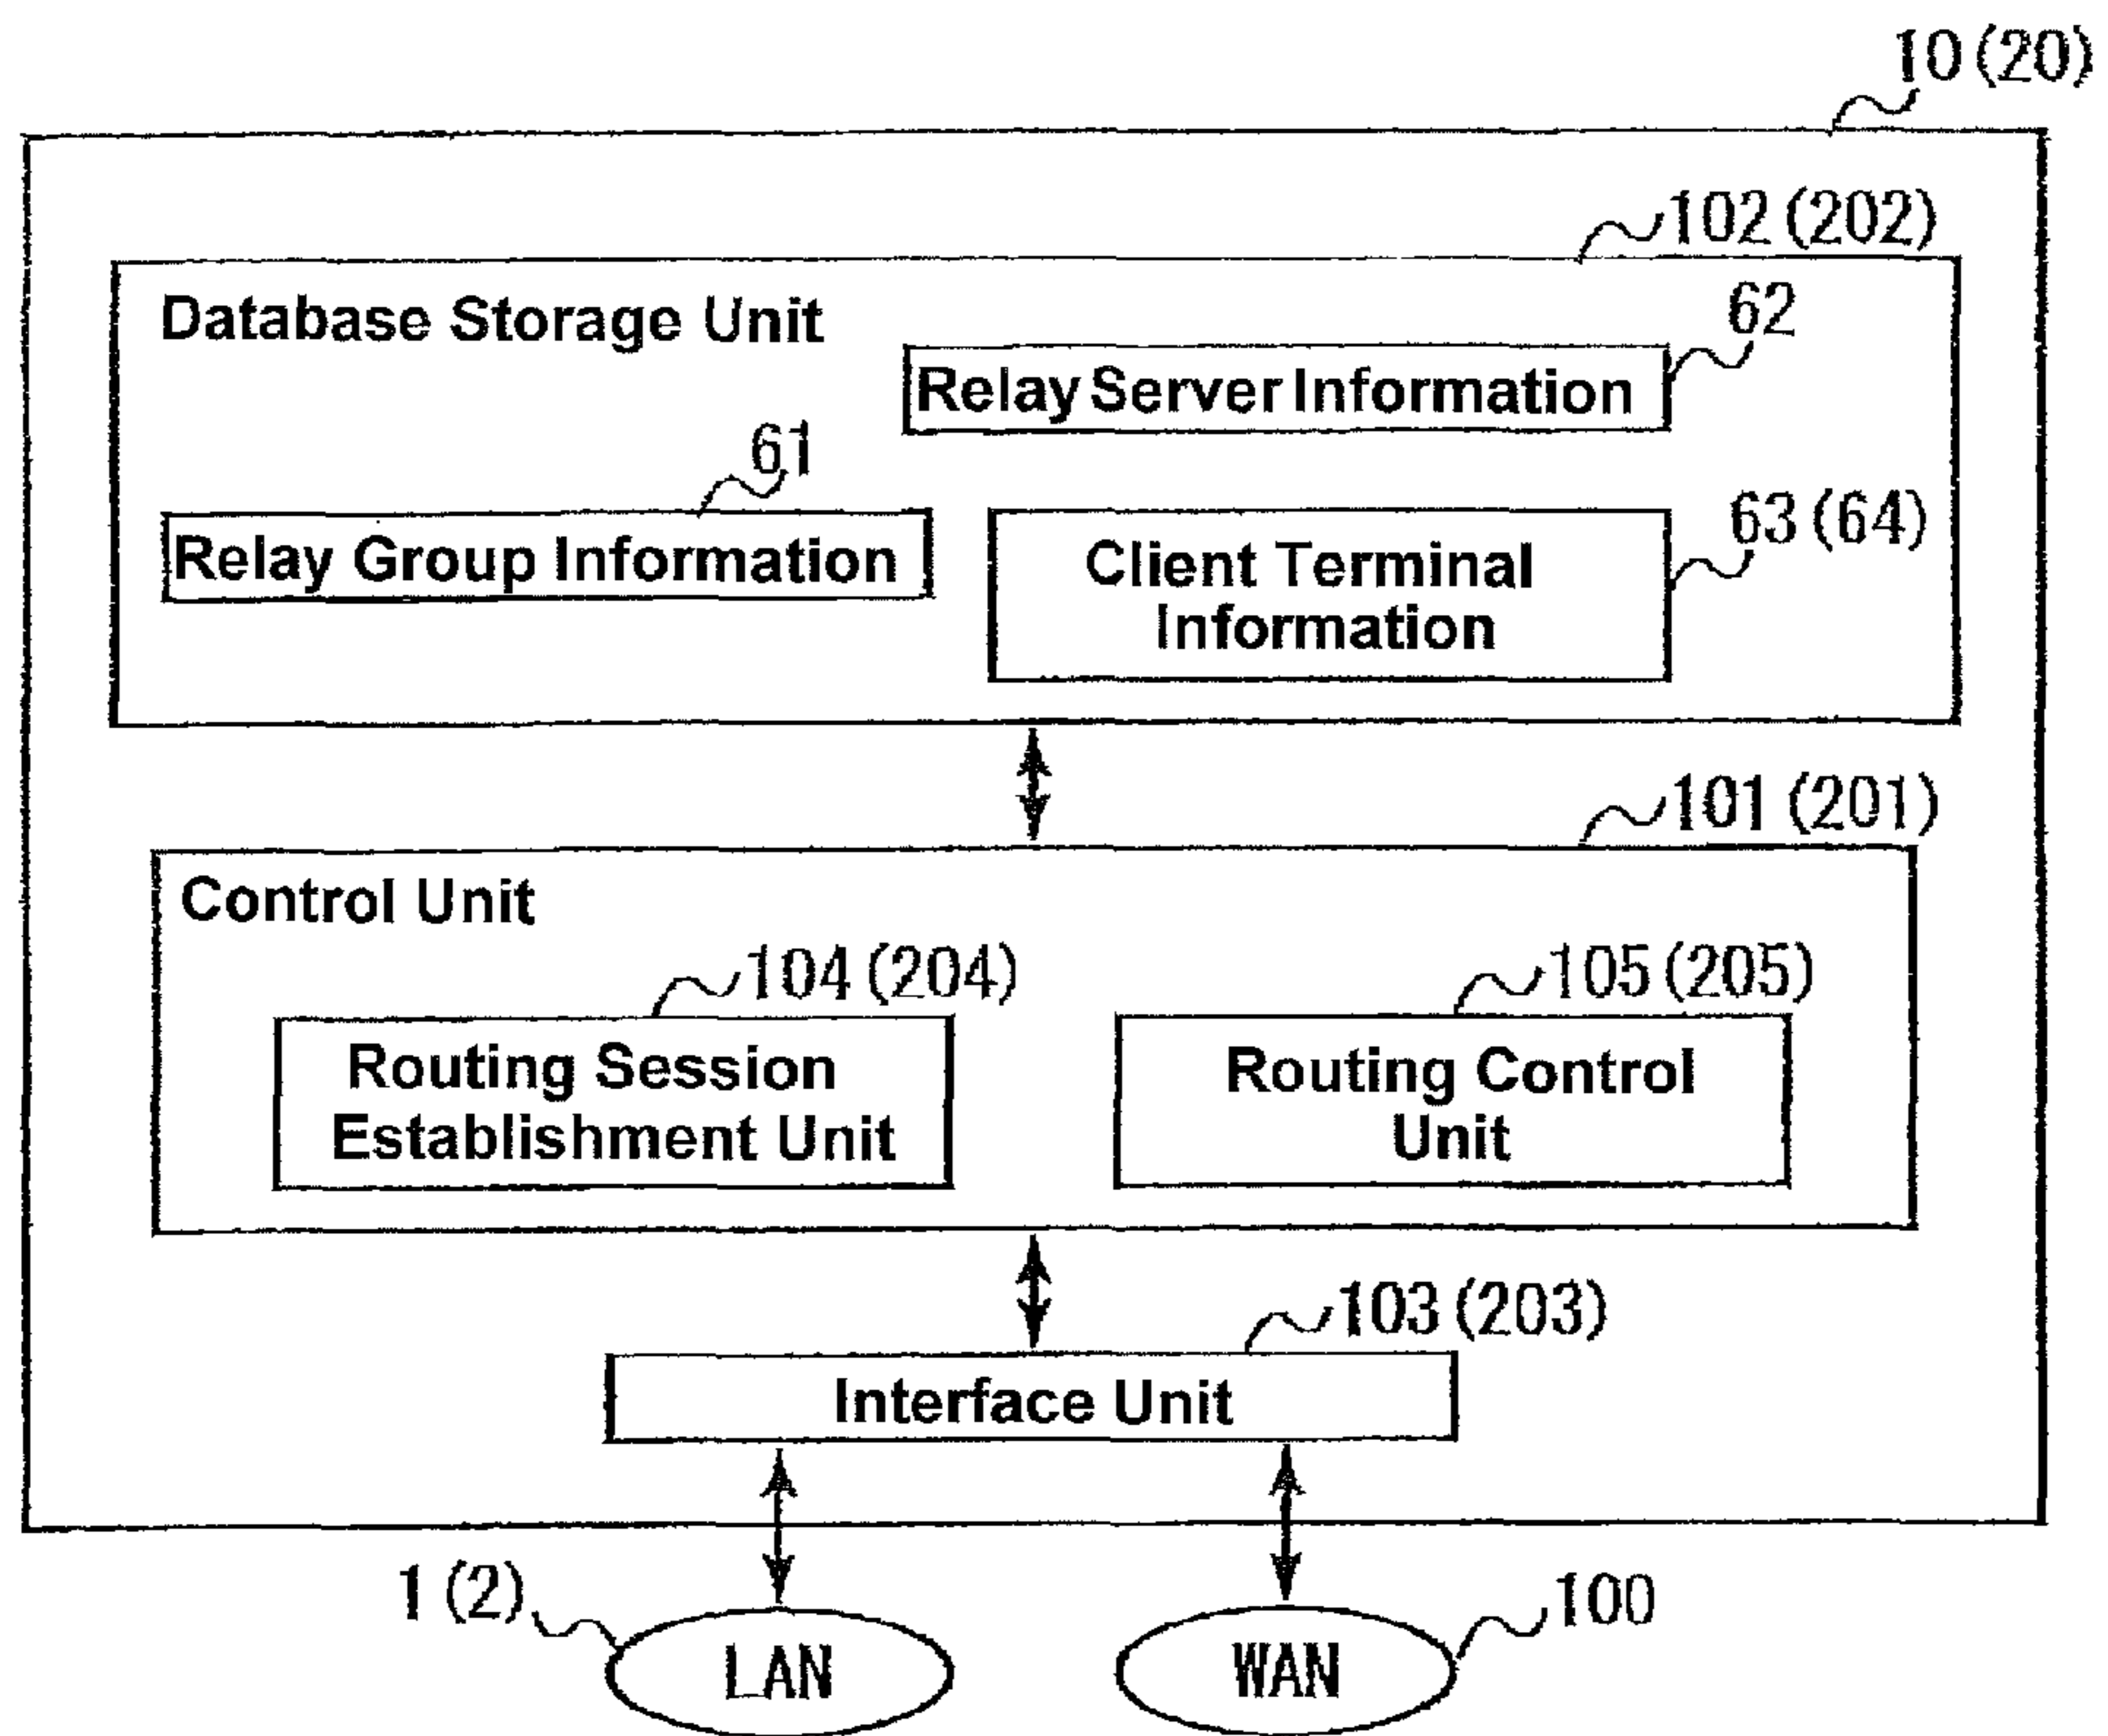 10(20)
102(202)
Database Storage Unit
62
Relay Server Information
61
Relay Group Information
63(64)
Client Terminal
Information
101(201)
Control Unit
104(204)
105(205)
Routing Session
Establishment Unit
Routing Control
Unit
103(203)
Interface Unit
1(2)
100
LAN
WAN